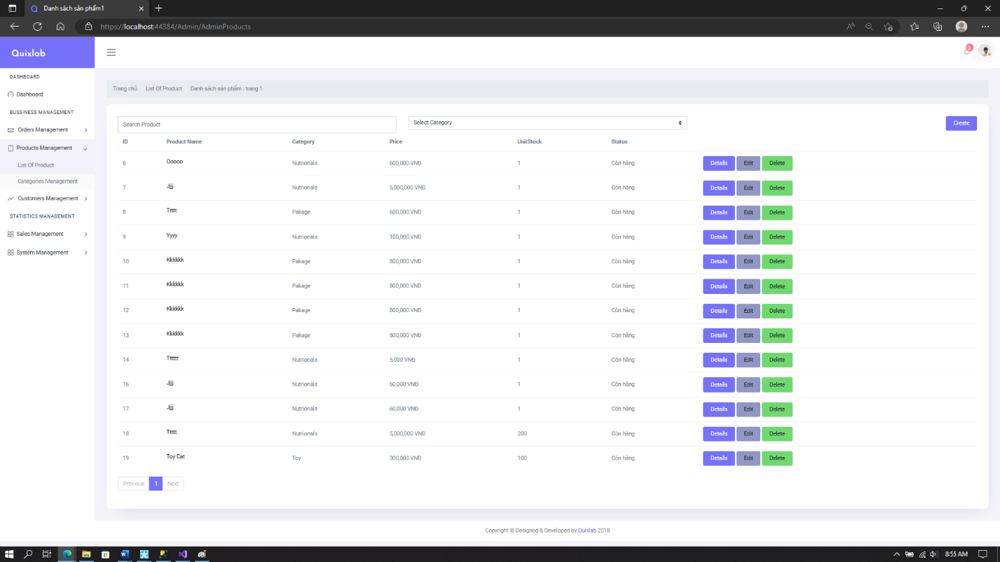 Danh sách sản phẩm1
https://localhost:44384/Admin/AdminProducts
Quixlab
3
DASHBOARD
Dashboard
BUSSINESS MANAGEMENT
Orders Management
Products Management
List Of Product
Categories Management
Customers Management
STATISTICS MANAGEMENT
Sales Management
System Management
Trang chủ List Of Product Danh sách sản phẩm : trang 1
Search Product Select Category Create
ID Product Name Category Price UnitStock Status
6 Ooooo Nutrionals 600,000 VNĐ 1 Còn hàng Details Edit Delete
7 Jjjj Nutrionals 5,000,000 VNĐ 1 Còn hàng Details Edit Delete
8 Ttttt Pakage 600,000 VNĐ 1 Còn hàng Details Edit Delete
9 Yyyy Nutrionals 100,000 VNĐ 1 Còn hàng Details Edit Delete
10 Kkkkkk Pakage 800,000 VNĐ 1 Còn hàng Details Edit Delete
11 Kkkkkk Pakage 800,000 VNĐ 1 Còn hàng Details Edit Delete
12 Kkkkkk Pakage 800,000 VNĐ 1 Còn hàng Details Edit Delete
13 Kkkkkk Pakage 800,000 VNĐ 1 Còn hàng Details Edit Delete
14 Tttttt Nutrionals 5,000 VNĐ 1 Còn hàng Details Edit Delete
16 Jjjj Nutrionals 60,000 VNĐ 1 Còn hàng Details Edit Delete
17 Jjjj Nutrionals 60,000 VNĐ 1 Còn hàng Details Edit Delete
18 Ttttt Nutrionals 5,000,000 VNĐ 200 Còn hàng Details Edit Delete
19 Toy Cat Toy 300,000 VNĐ 100 Còn hàng Details Edit Delete
Previous 1 Next
Copyright © Designed & Developed by Quixlab 2018
8:55 AM